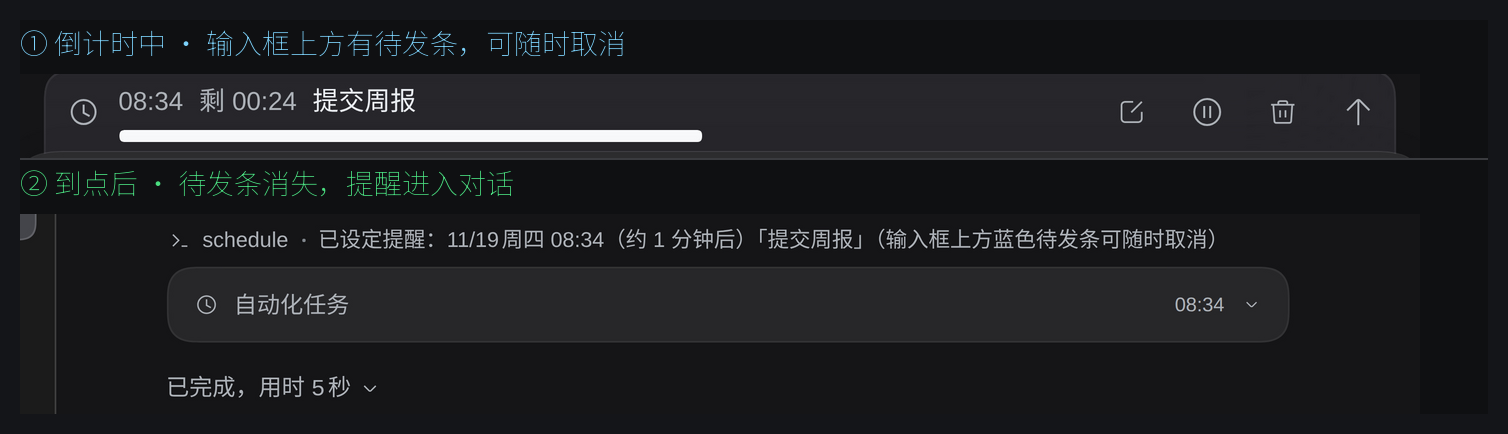 ① 倒计时中 · 输入框上方有待发条，可随时取消
08:34 剩 00:24 提交周报
② 到点后 · 待发条消失，提醒进入对话
schedule · 已设定提醒：11/19周四 08:34（约 1 分钟后）「提交周报」（输入框上方蓝色待发条可随时取消）
自动化任务 08:34
已完成，用时 5秒